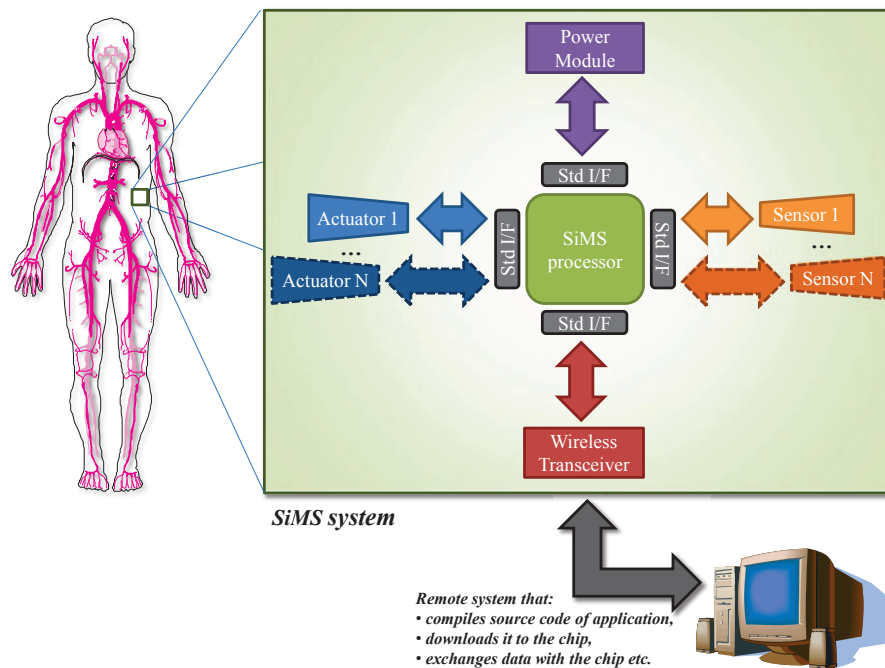 Power
Module
Std I/F
Actuator 1
...
Actuator N
Std I/F
SiMS
processor
Std I/F
Sensor 1
...
Sensor N
Std I/F
Wireless
Transceiver
SiMS system
Remote system that:
• compiles source code of application,
• downloads it to the chip,
• exchanges data with the chip etc.